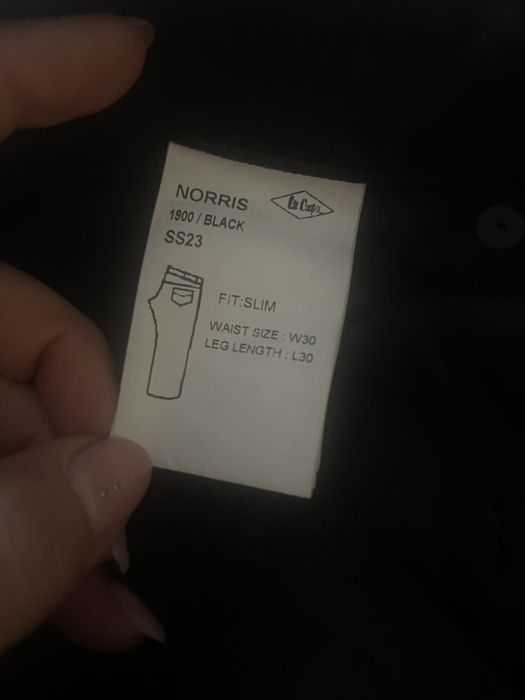 NORRIS
Lee Cooper
1900 / BLACK
SS23
FIT:SLIM
WAIST SIZE : W30
LEG LENGTH : L30